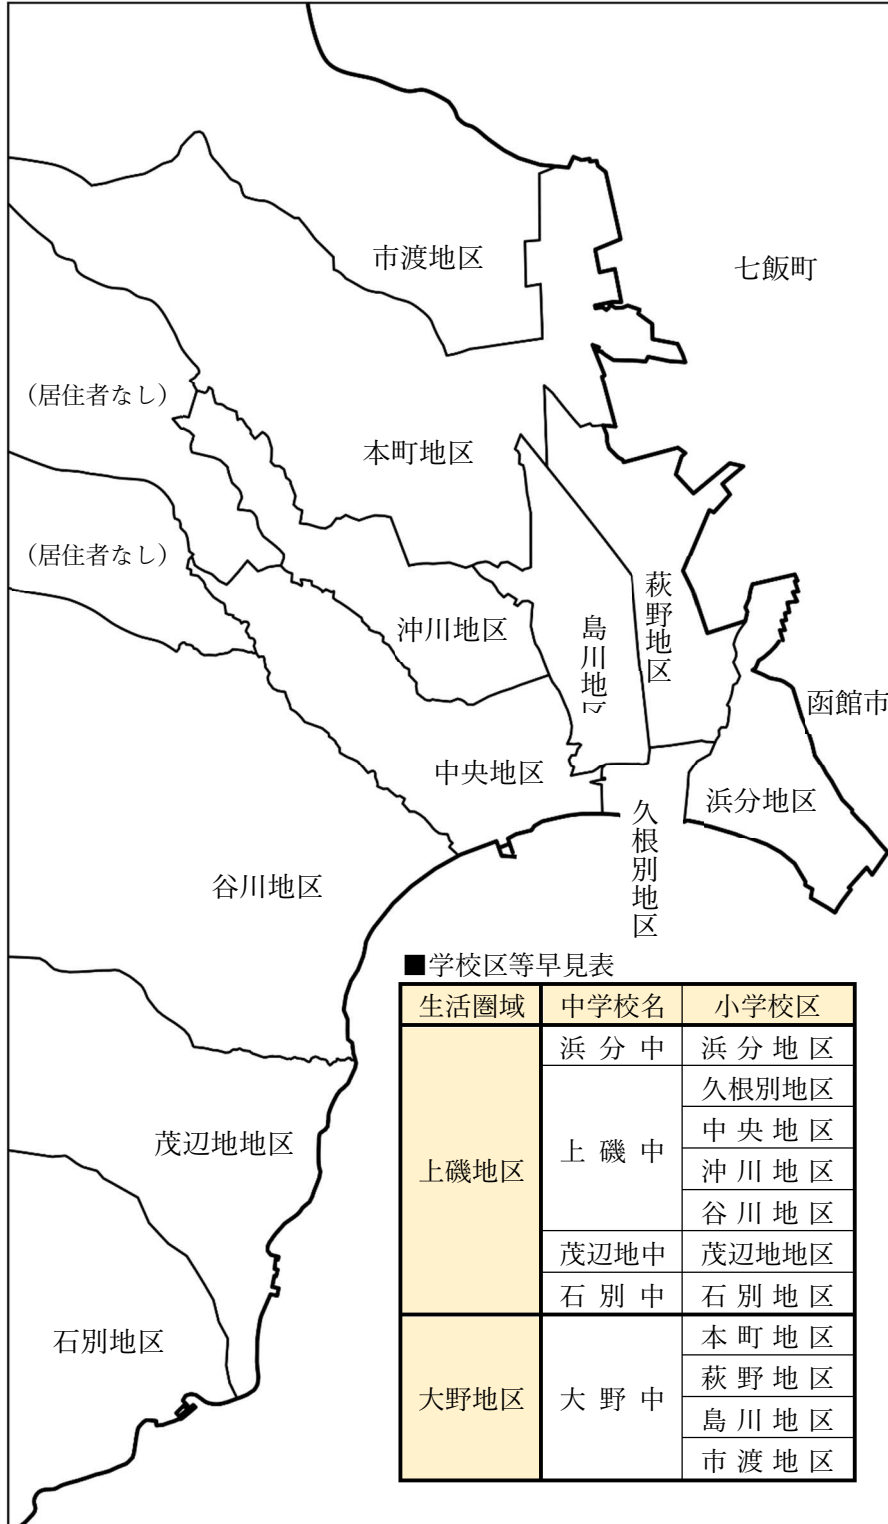 市渡地区
七飯町
（居住者なし）
本町地区
（居住者なし）
萩野地区
沖川地区
島川地区
函館市
中央地区
浜分地区
久根別地区
谷川地区
■学校区等早見表
生活圏域 中学校名 小学校区
上磯地区 浜分中 浜分地区
上磯中 久根別地区
中央地区
沖川地区
谷川地区
茂辺地中 茂辺地地区
石別中 石別地区
大野地区 大野中 本町地区
萩野地区
島川地区
市渡地区
茂辺地地区
石別地区